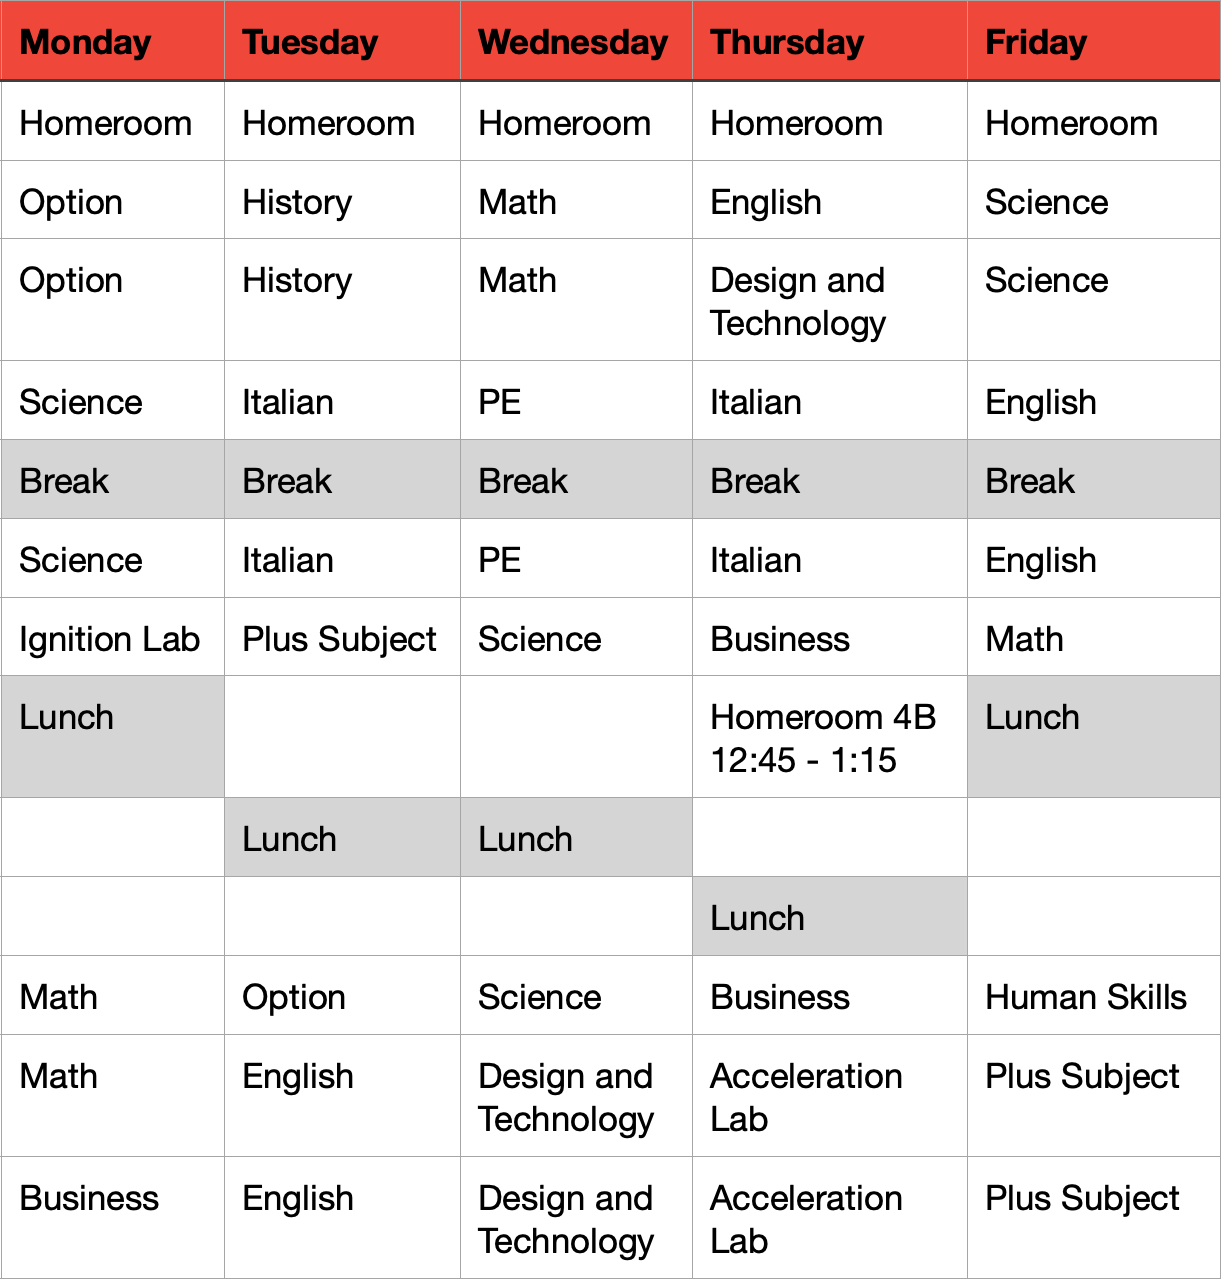 Monday Tuesday Wednesday Thursday Friday
Homeroom Homeroom Homeroom Homeroom Homeroom
Option History Math English Science
Option History Math Design and Technology Science
Science Italian PE Italian English
Break Break Break Break Break
Science Italian PE Italian English
Ignition Lab Plus Subject Science Business Math
Lunch Homeroom 4B 12:45 - 1:15 Lunch
Lunch Lunch
Lunch
Math Option Science Business Human Skills
Math English Design and Technology Acceleration Lab Plus Subject
Business English Design and Technology Acceleration Lab Plus Subject